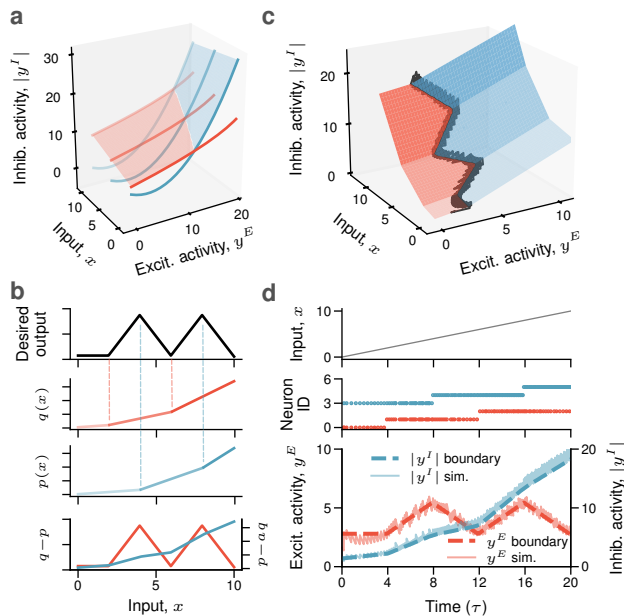 a
Inhib. activity, |y^I|
30
20
10
0
10
5
0
Input, x
0
10
20
Excit. activity, y^E
c
Inhib. activity, |y^I|
20
10
0
10
5
0
Input, x
0
5
10
Excit. activity, y^E
b
Desired
output
q(x)
p(x)
q−p
p−aq
0
5
10
Input, x
d
Input, x
10
0
Neuron
ID
6
4
2
0
Excit. activity, y^E
10
5
0
|y^I| boundary
|y^I| sim.
y^E boundary
y^E sim.
20
10
0
Inhib. activity, |y^I|
0
4
8
12
16
20
Time (τ)